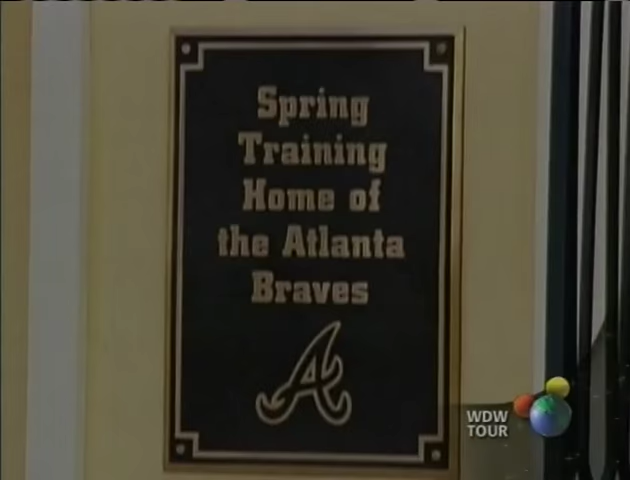 Spring
Training
Home of
the Atlanta
Braves
A
WDW
TOUR